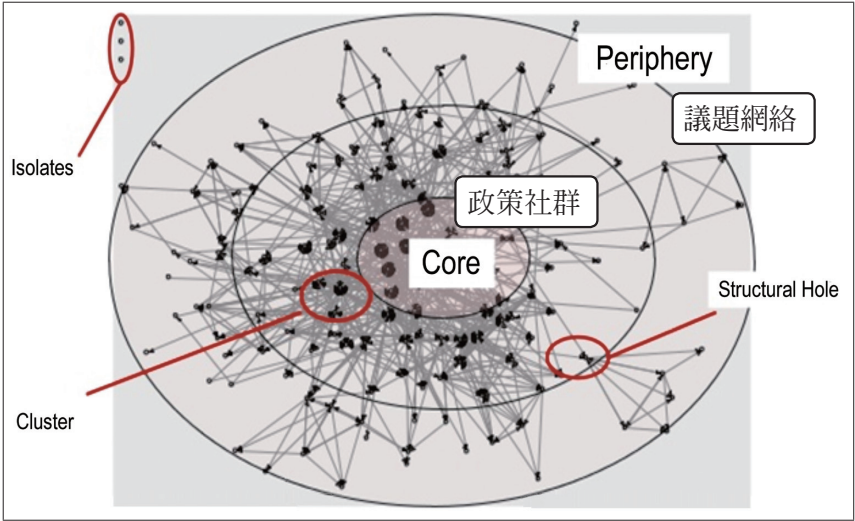 Periphery
議題網絡
Isolates
政策社群
Core
Structural Hole
Cluster